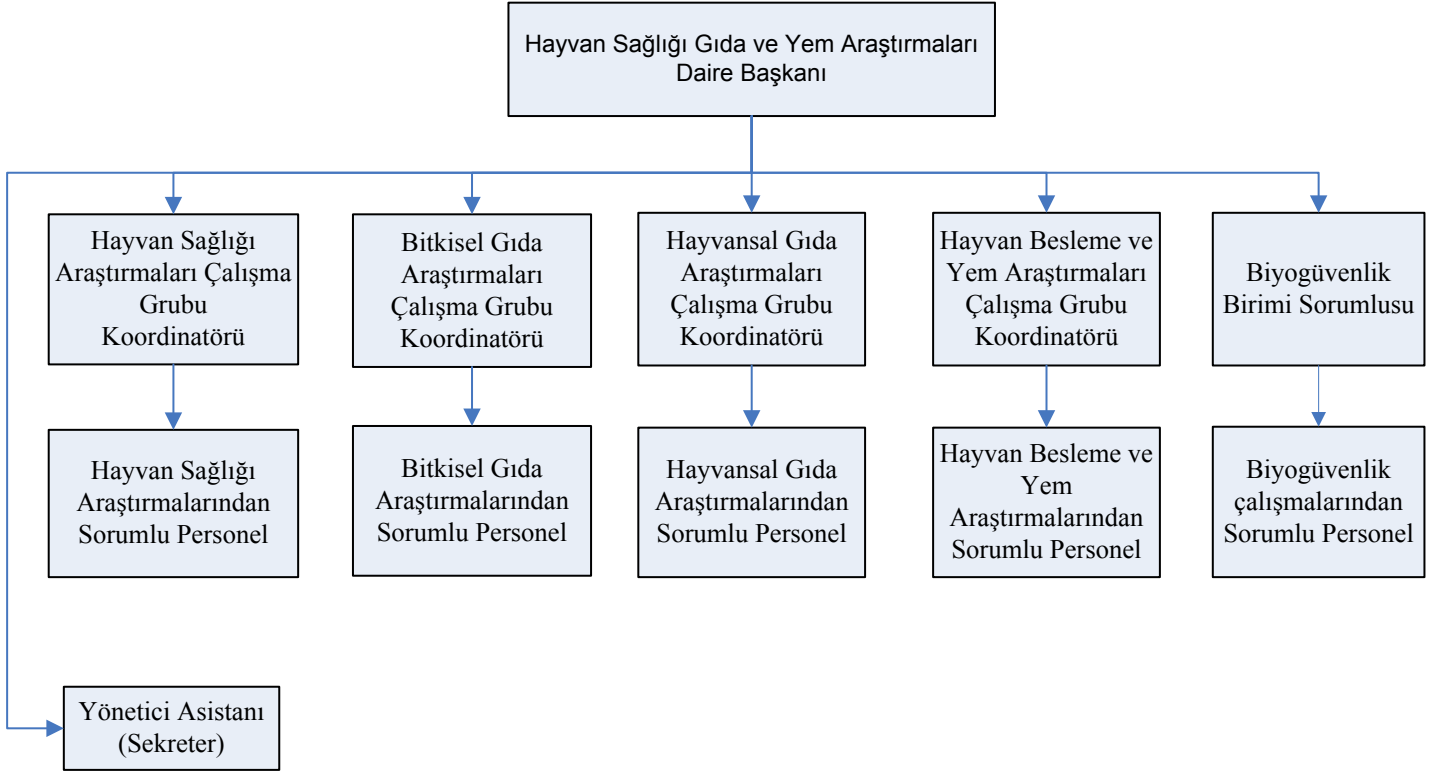 Hayvan Sağlığı Gıda ve Yem Araştırmaları
Daire Başkanı
Hayvan Sağlığı
Araştırmaları Çalışma
Grubu
Koordinatörü
Bitkisel Gıda
Araştırmaları
Çalışma Grubu
Koordinatörü
Hayvansal Gıda
Araştırmaları
Çalışma Grubu
Koordinatörü
Hayvan Besleme ve
Yem Araştırmaları
Çalışma Grubu
Koordinatörü
Biyogüvenlik
Birimi Sorumlusu
Hayvan Sağlığı
Araştırmalarından
Sorumlu Personel
Bitkisel Gıda
Araştırmalarından
Sorumlu Personel
Hayvansal Gıda
Araştırmalarından
Sorumlu Personel
Hayvan Besleme ve
Yem
Araştırmalarından
Sorumlu Personel
Biyogüvenlik
çalışmalarından
Sorumlu Personel
Yönetici Asistanı
(Sekreter)